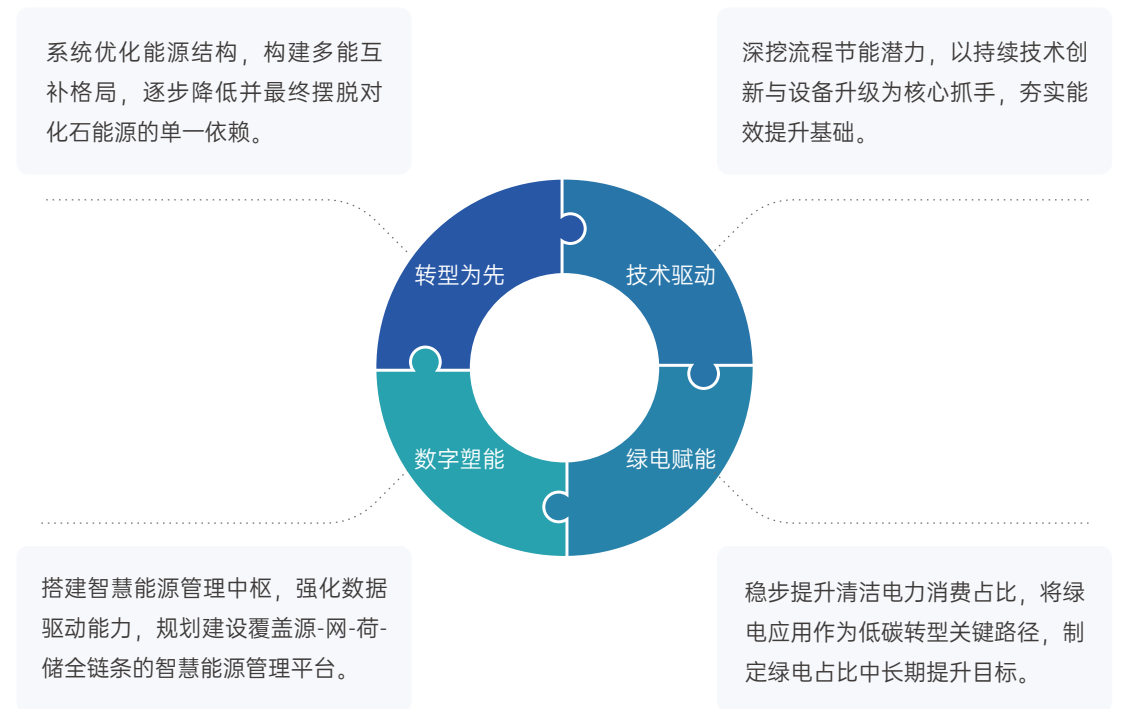 系统优化能源结构，构建多能互
补格局，逐步降低并最终摆脱对
化石能源的单一依赖。
深挖流程节能潜力，以持续技术创
新与设备升级为核心抓手，夯实能
效提升基础。
转型为先
技术驱动
数字塑能
绿电赋能
搭建智慧能源管理中枢，强化数据
驱动能力，规划建设覆盖源-网-荷-
储全链条的智慧能源管理平台。
稳步提升清洁电力消费占比，将绿
电应用作为低碳转型关键路径，制
定绿电占比中长期提升目标。